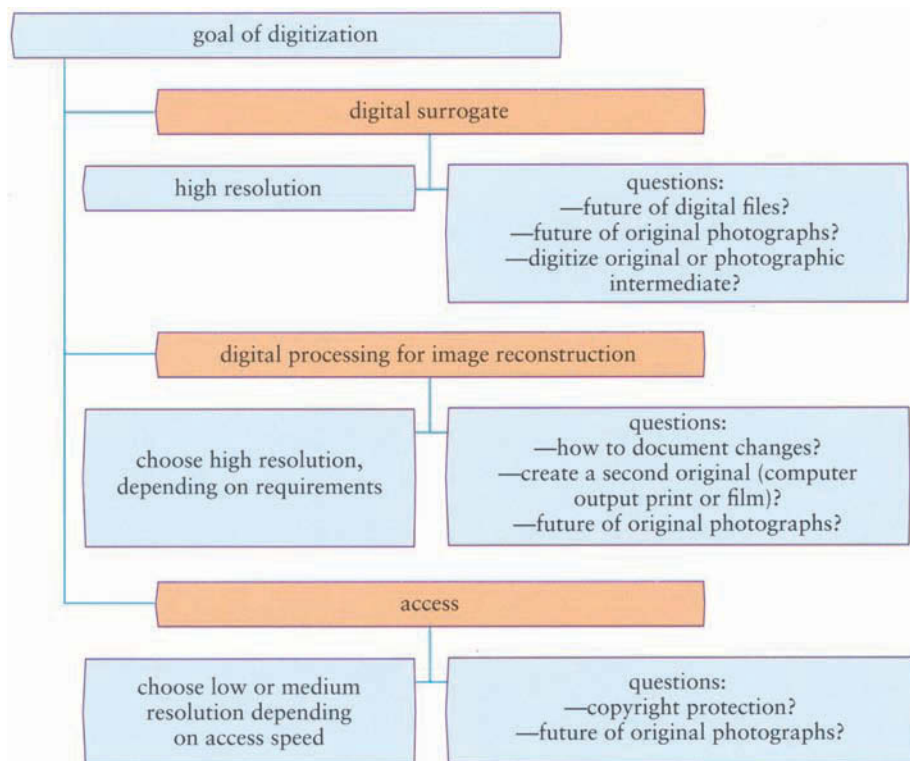 goal of digitization
digital surrogate
high resolution
questions:
—future of digital files?
—future of original photographs?
—digitize original or photographic
intermediate?
digital processing for image reconstruction
choose high resolution,
depending on requirements
questions:
—how to document changes?
—create a second original (computer
output print or film)?
—future of original photographs?
access
choose low or medium
resolution depending
on access speed
questions:
—copyright protection?
—future of original photographs?